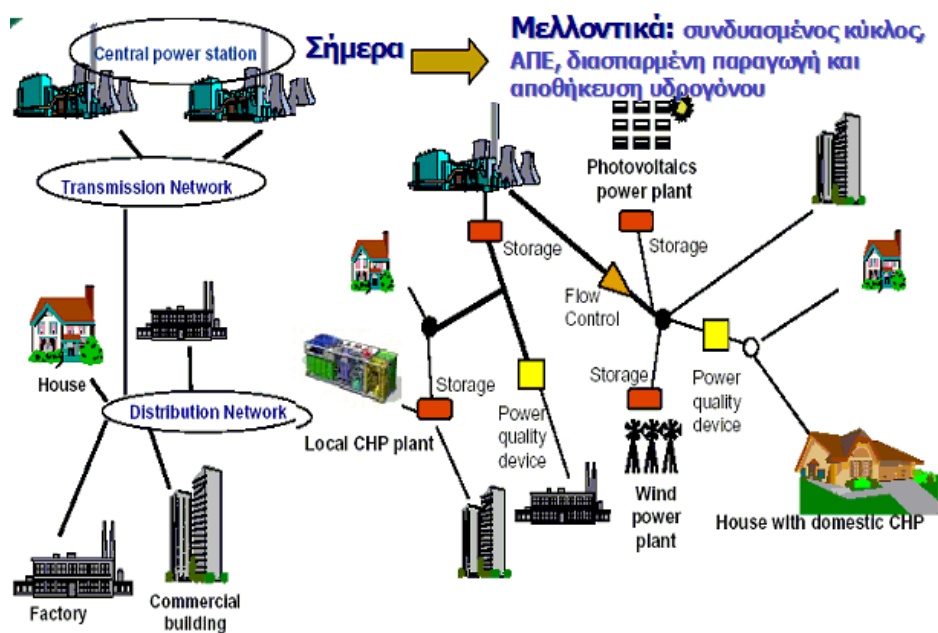 Central power station
Σήμερα
Μελλοντικά: συνδυασμένος κύκλος,
ΑΠΕ, διασπαρμένη παραγωγή και
αποθήκευση υδρογόνου
Transmission Network
House
Distribution Network
Factory
Commercial
building
Photovoltaics
power plant
Storage
Storage
Flow
Control
Storage
Local CHP plant
Power
quality
device
Storage
Wind
power
plant
Power
quality
device
House with domestic CHP